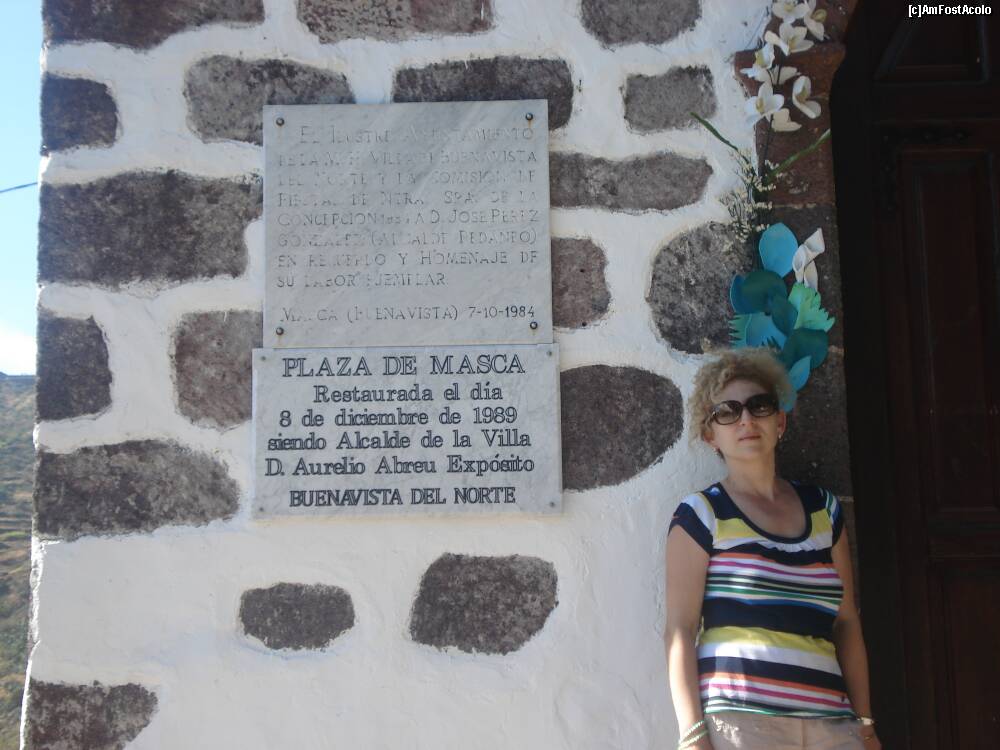 [c]AmFostAcolo
EL ILUSTRE AYUNTAMIENTO
DE LA M.H. VILLA DE BUENAVISTA
DEL NORTE Y LA COMISION DE
FIESTAS DE NTRA. SRA. DE LA
CONCEPCION 1984 A D. JOSE PEREZ
GONZALEZ (ALCALDE PEDANEO)
EN RECUERDO Y HOMENAJE DE
SU LABOR EJEMPLAR.
MASCA (BUENAVISTA) 7-10-1984
PLAZA DE MASCA
Restaurada el día
8 de diciembre de 1989
siendo Alcalde de la Villa
D. Aurelio Abreu Expósito
BUENAVISTA DEL NORTE